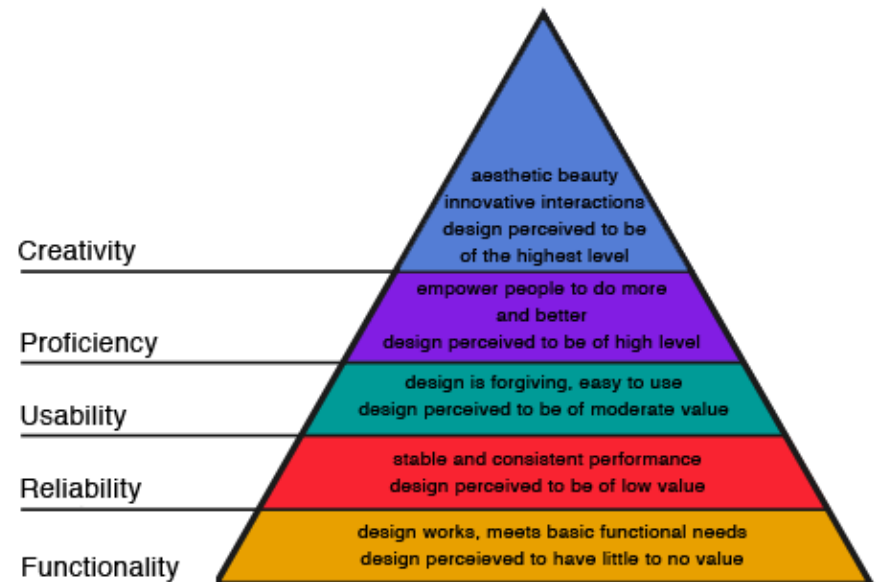 aesthetic beauty
innovative interactions
design perceived to be
of the highest level
Creativity
empower people to do more
and better
design perceived to be of high level
Proficiency
design is forgiving, easy to use
design perceived to be of moderate value
Usability
stable and consistent performance
design perceived to be of low value
Reliability
design works, meets basic functional needs
design perceieved to have little to no value
Functionality